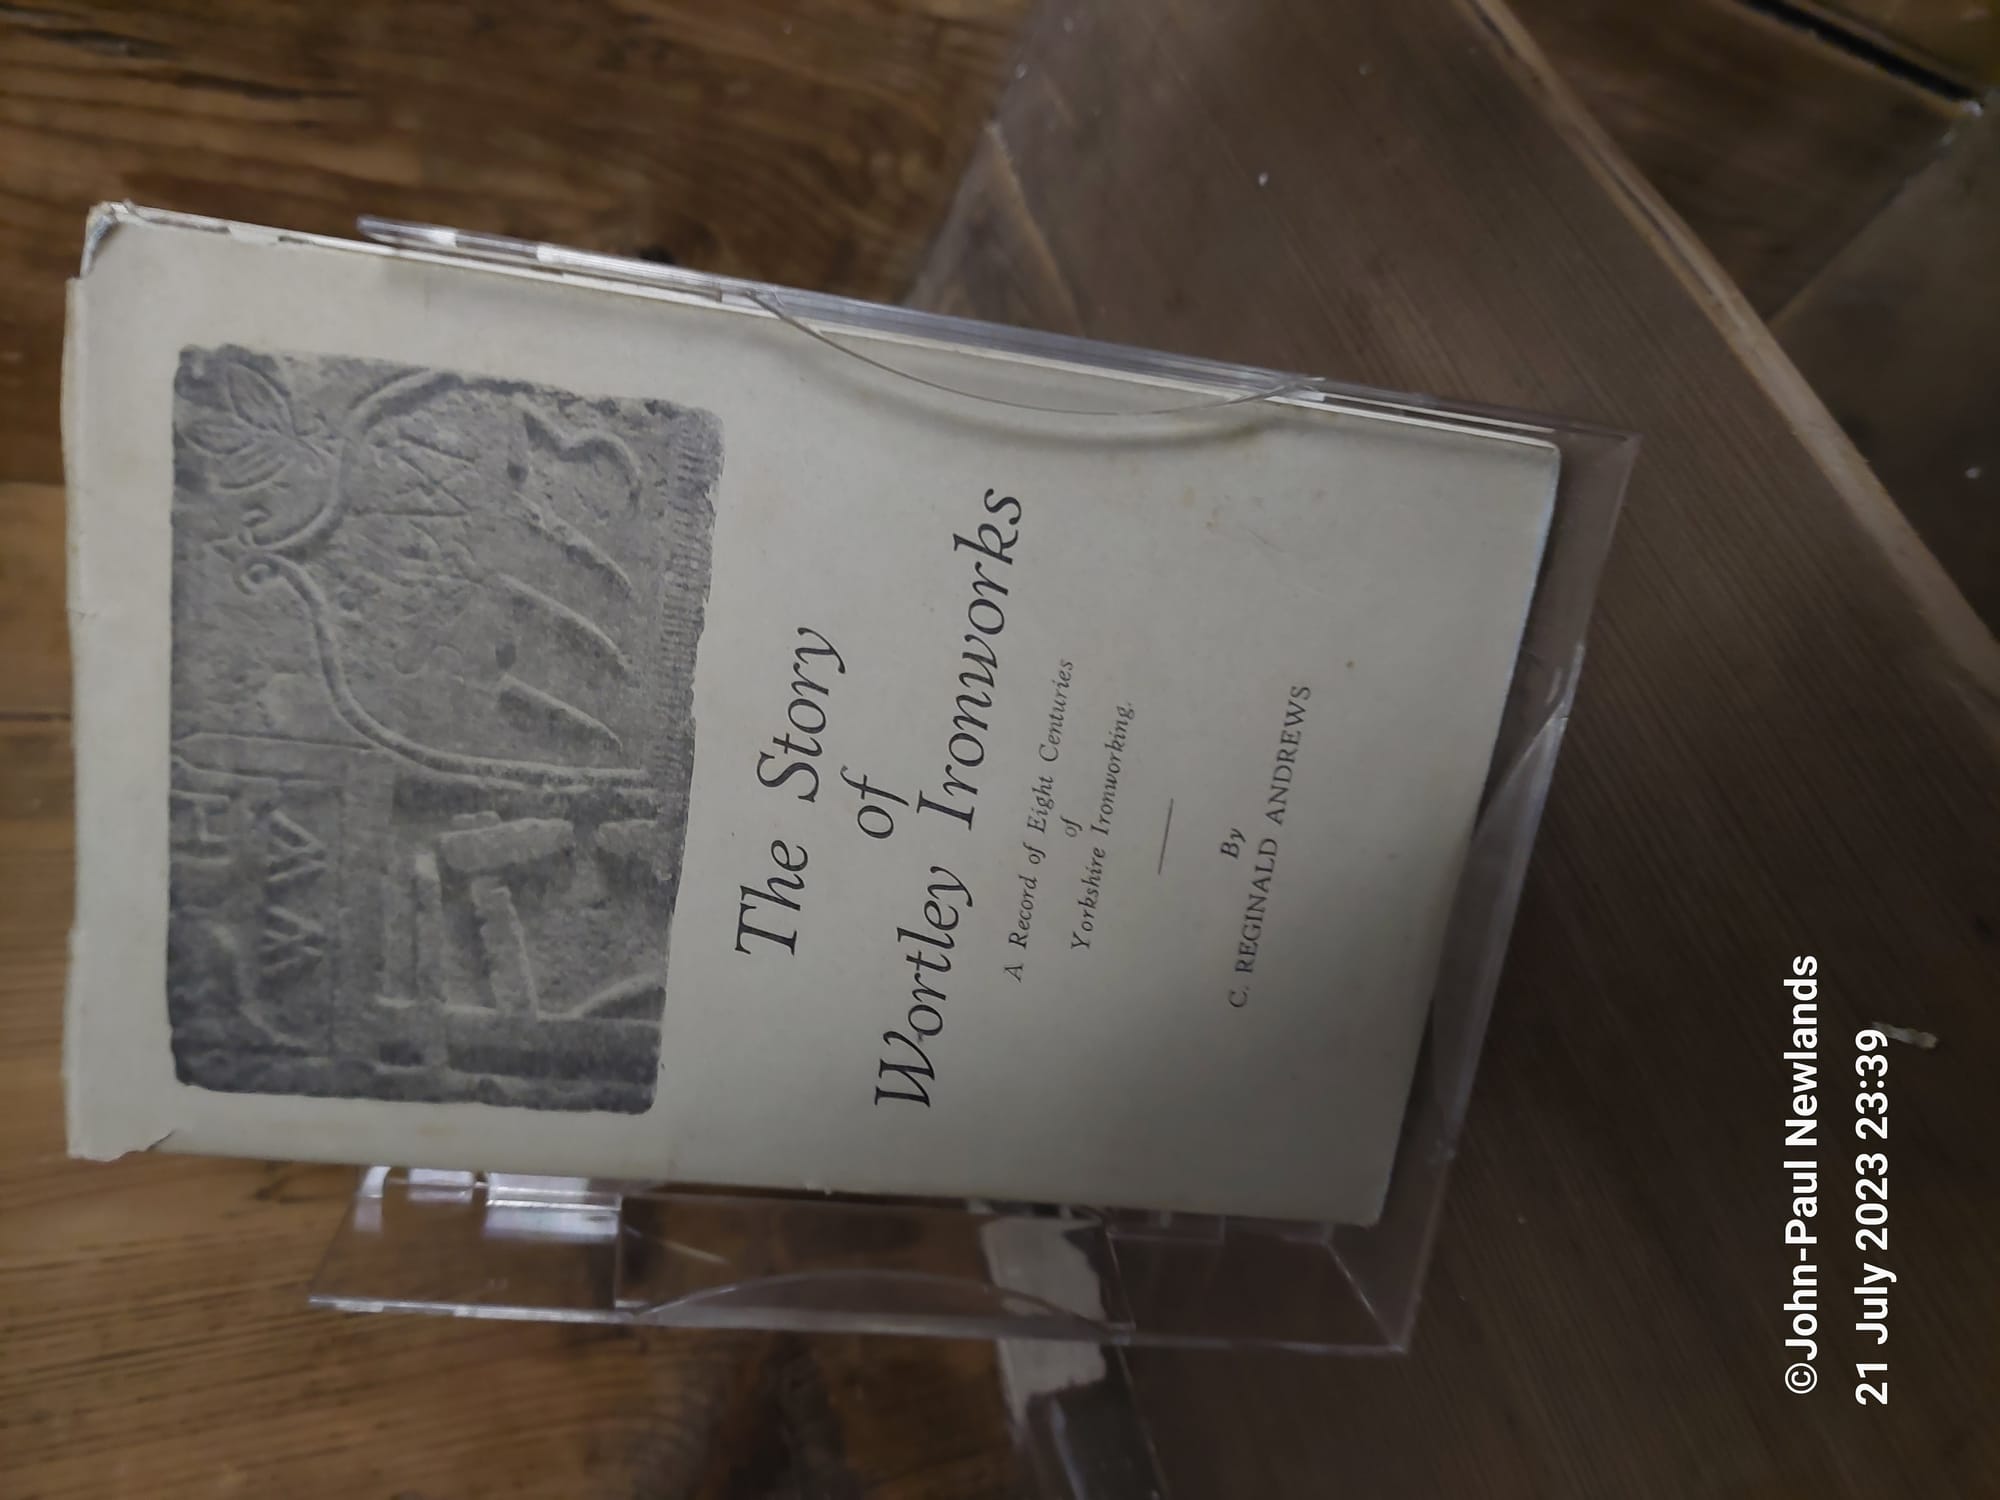 The Story
of
Wortley Ironworks
A Record of Eight Centuries
of
Yorkshire Ironworking.
By
C. REGINALD ANDREWS
©John-Paul Newlands
21 July 2023 23:39